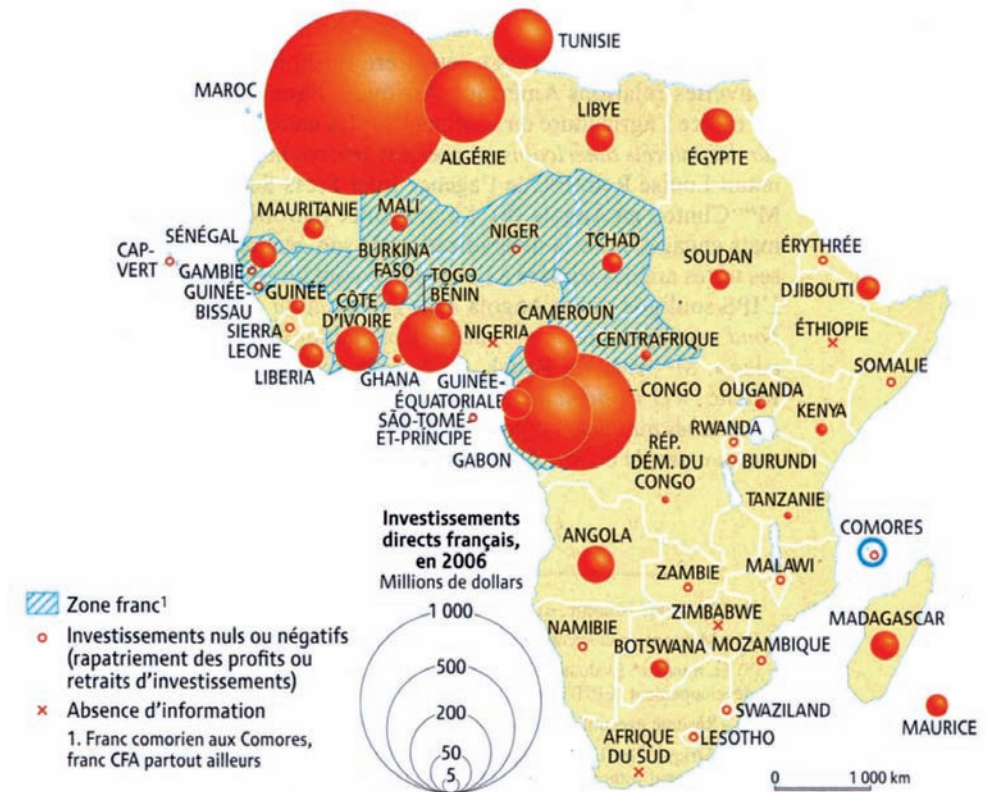 TUNISIE
MAROC
LIBYE
ALGÉRIE
ÉGYPTE
MAURITANIE
MALI
NIGER
TCHAD
SÉNÉGAL
CAP-
VERT
GAMBIE
BURKINA
FASO
SOUDAN
ÉRYTHRÉE
GUINÉE-
BISSAU
GUINÉE
CÔTE
D'IVOIRE
TOGO
BÉNIN
CAMEROUN
DJIBOUTI
SIERRA
LEONE
NIGERIA
CENTRAFRIQUE
ÉTHIOPIE
LIBERIA
GHANA
SOMALIE
GUINÉE-
ÉQUATORIALE
CONGO
OUGANDA
SÃO-TOMÉ-
ET-PRÍNCIPE
KENYA
RWANDA
GABON
RÉP.
DÉM. DU
CONGO
BURUNDI
TANZANIE
ANGOLA
COMORES
ZAMBIE
MALAWI
ZIMBABWE
MADAGASCAR
NAMIBIE
BOTSWANA
MOZAMBIQUE
SWAZILAND
MAURICE
AFRIQUE
DU SUD
LESOTHO
Investissements
directs français,
en 2006
Millions de dollars
1 000
500
200
50
5
Zone franc¹
Investissements nuls ou négatifs
(rapatriement des profits ou
retraits d'investissements)
Absence d'information
1. Franc comorien aux Comores,
franc CFA partout ailleurs
0
1 000 km